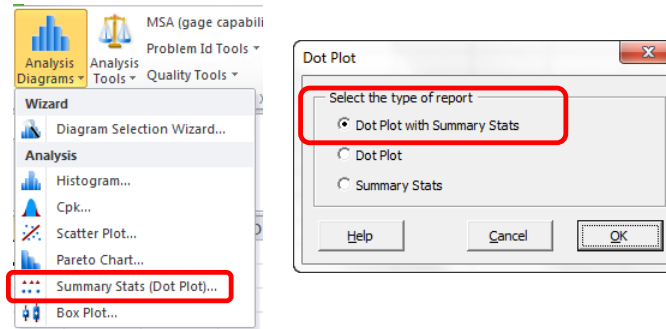 MSA (gage capabili
Problem Id Tools
Analysis Diagrams
Analysis Tools
Quality Tools
Wizard
Diagram Selection Wizard...
Analysis
Histogram...
Cpk...
Scatter Plot...
Pareto Chart...
Summary Stats (Dot Plot)...
Box Plot...
Dot Plot
Select the type of report
Dot Plot with Summary Stats
Dot Plot
Summary Stats
Help
Cancel
OK